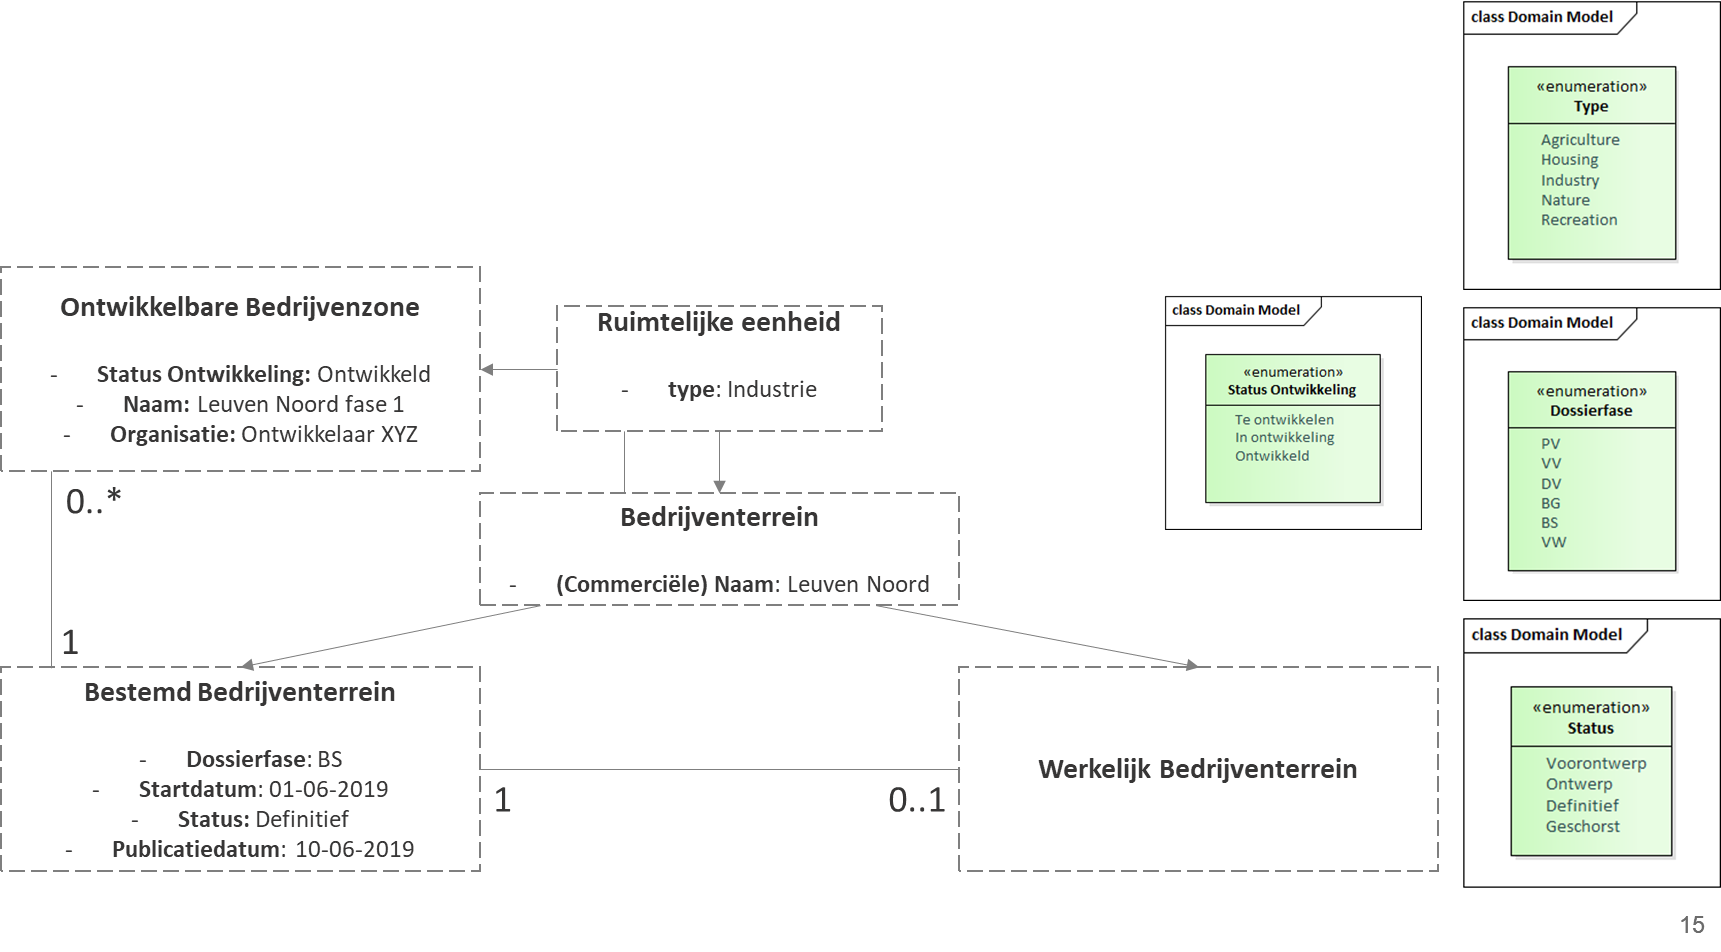 Ontwikkelbare Bedrijvenzone
- Status Ontwikkeling: Ontwikkeld
- Naam: Leuven Noord fase 1
- Organisatie: Ontwikkelaar XYZ
Ruimtelijke eenheid
- type: Industrie
0..*
1
Bedrijventerrein
- (Commerciële) Naam: Leuven Noord
Bestemd Bedrijventerrein
- Dossierfase: BS
- Startdatum: 01-06-2019
- Status: Definitief
- Publicatiedatum: 10-06-2019
1
0..1
Werkelijk Bedrijventerrein
class Domain Model
«enumeration»
Status Ontwikkeling
Te ontwikkelen
In ontwikkeling
Ontwikkeld
class Domain Model
«enumeration»
Type
Agriculture
Housing
Industry
Nature
Recreation
class Domain Model
«enumeration»
Dossierfase
PV
VV
DV
BG
BS
VW
class Domain Model
«enumeration»
Status
Voorontwerp
Ontwerp
Definitief
Geschorst
15